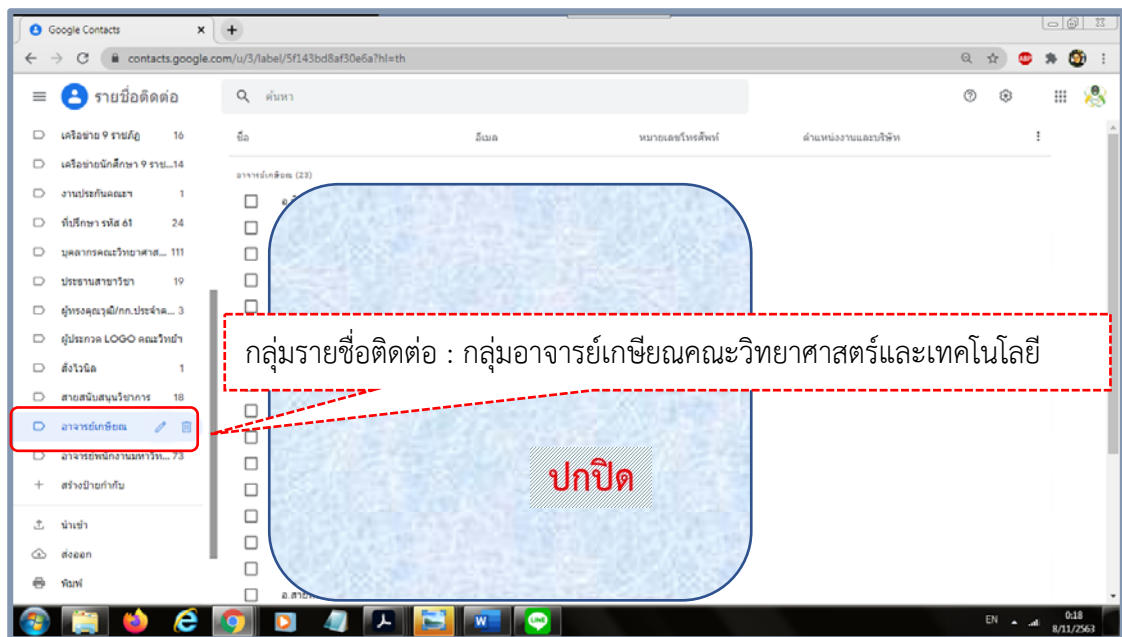 Google Contacts
contacts.google.com/u/3/label/5f143bd8af30e6a?hl=th
รายชื่อติดต่อ
ค้นหา
ชื่อ อีเมล หมายเลขโทรศัพท์ ตำแหน่งงานและบริษัท
อาจารย์เกษียณ (23)
เครือข่าย 9 ราชภัฏ 16
เครือข่ายนักศึกษา 9 ราช...14
งานประกันคณะฯ 1
ที่ปรึกษา รหัส 61 24
บุคลากรคณะวิทยาศาส... 111
ประธานสาขาวิชา 19
ผู้ทรงคุณวุฒิ/กก.ประจำค... 3
ผู้ประกวด LOGO คณะวิทย์ฯ
สั่งไวนิล 1
สายสนับสนุนวิชาการ 18
อาจารย์เกษียณ
อาจารย์พนักงานมหาวิท... 73
สร้างป้ายกำกับ
นำเข้า
ส่งออก
พิมพ์
กลุ่มรายชื่อติดต่อ : กลุ่มอาจารย์เกษียณคณะวิทยาศาสตร์และเทคโนโลยี
ปกปิด
EN
0:18
8/11/2563